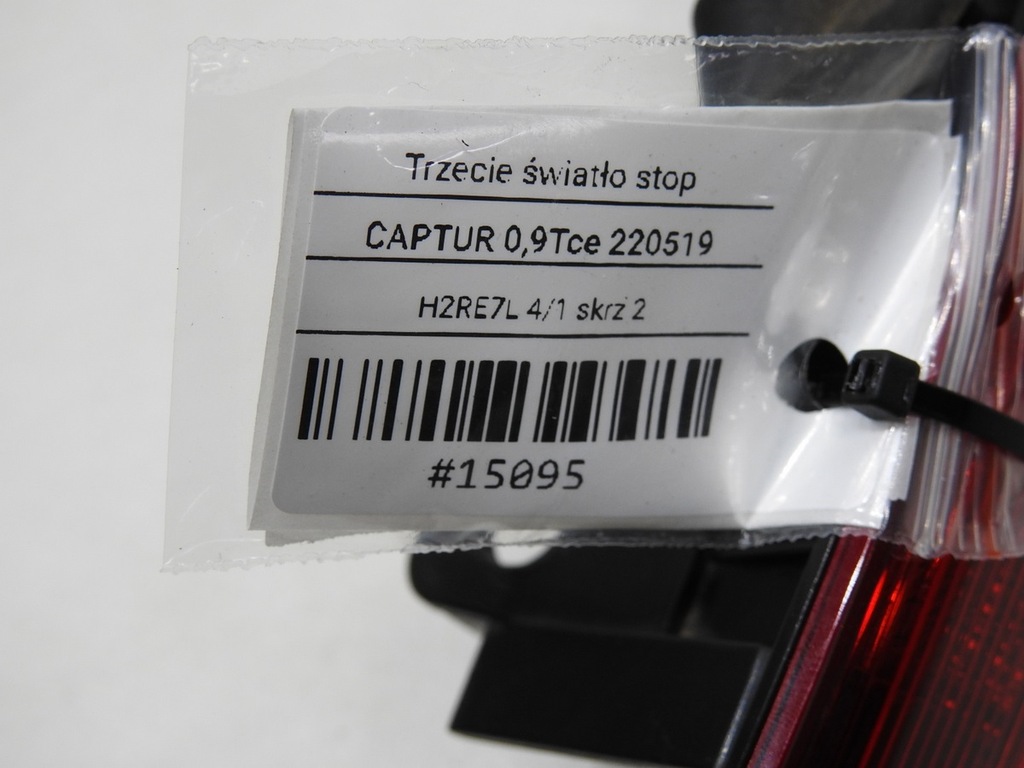 Trzecie światło stop
CAPTUR 0,9Tce 220519
H2RE7L 4/1 skrz 2
#15095